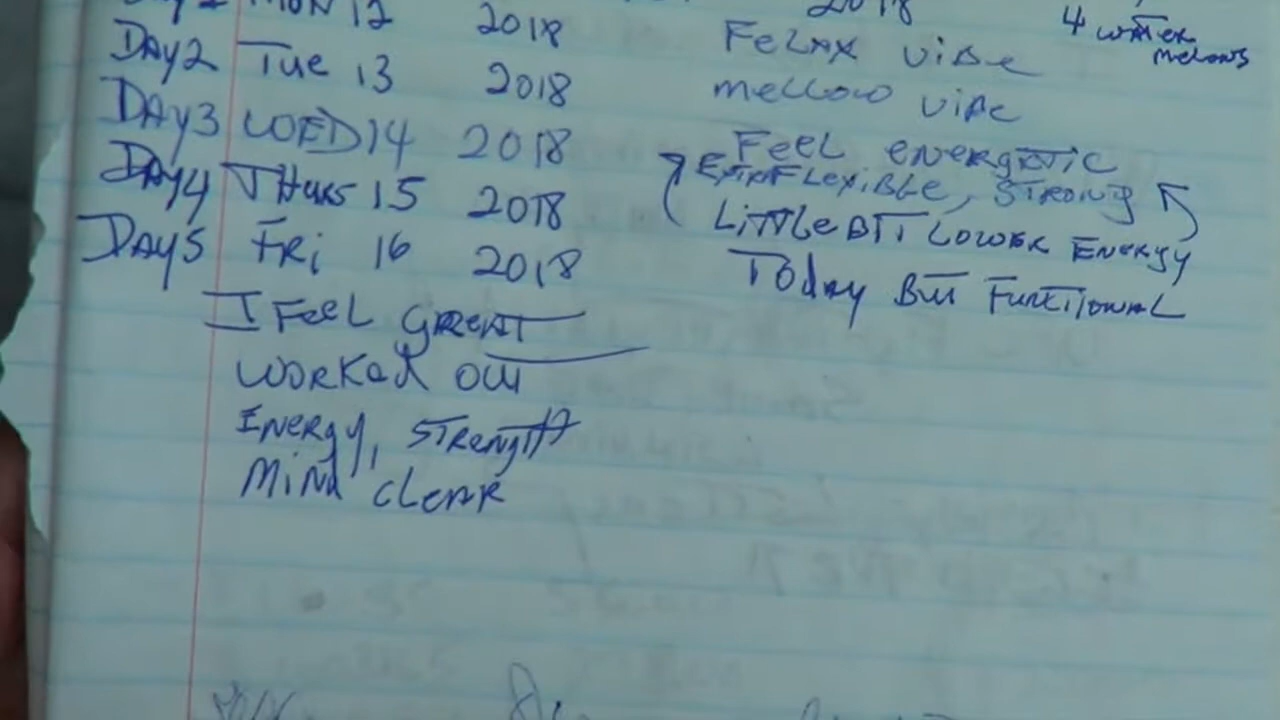 MON 12 2018 2018 4 water
melons
Day2 Tue 13 2018 Felax vibe
Day3 WED 14 2018 mellow vibe
Day4 Thurs 15 2018 Feel energetic
Extra Flexible, Strong
Day5 Fri 16 2018 Little Bit Lower Energy
Today But Functional
I Feel Great
Worked out
Energy, Strength
Mind Clear